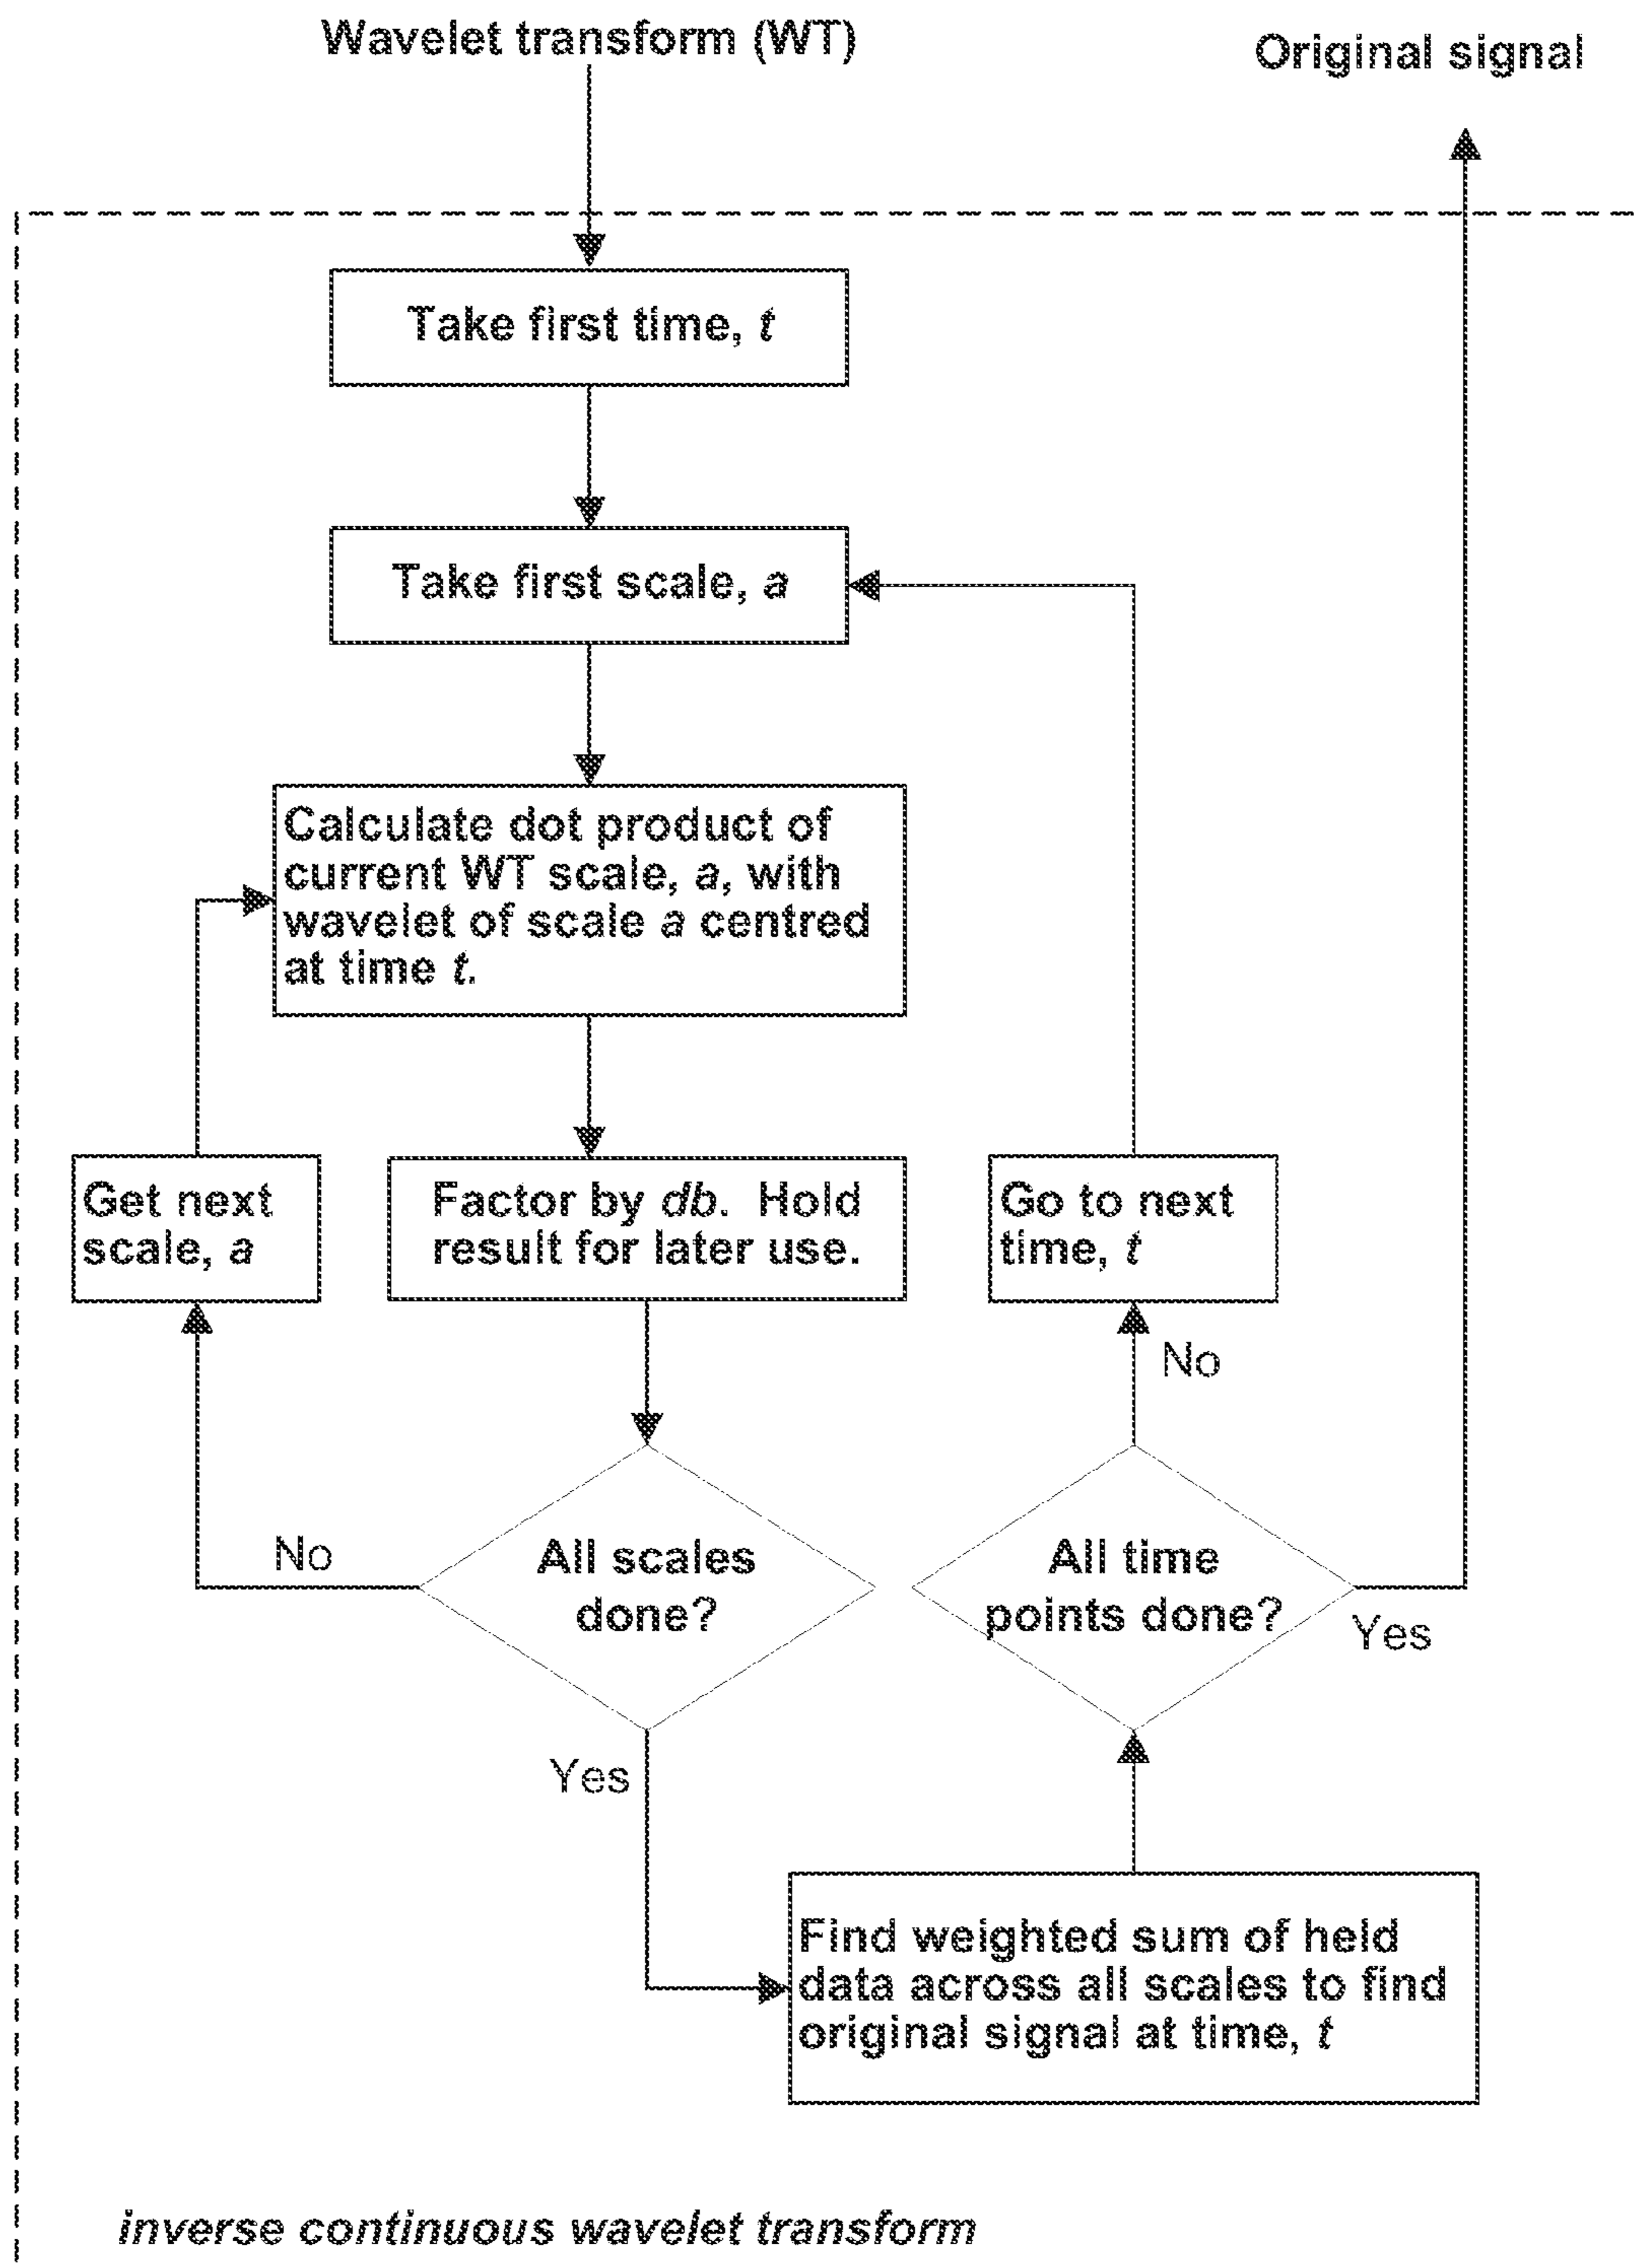 Wavelet transform (WT)
Original signal
Take first time, t
Take first scale, a
Calculate dot product of
current WT scale, a, with
wavelet of scale a centred
at time t.
Get next
scale, a
Factor by db. Hold
result for later use.
Go to next
time, t
No
No
All scales
done?
All time
points done?
Yes
Yes
Find weighted sum of held
data across all scales to find
original signal at time, t
inverse continuous wavelet transform